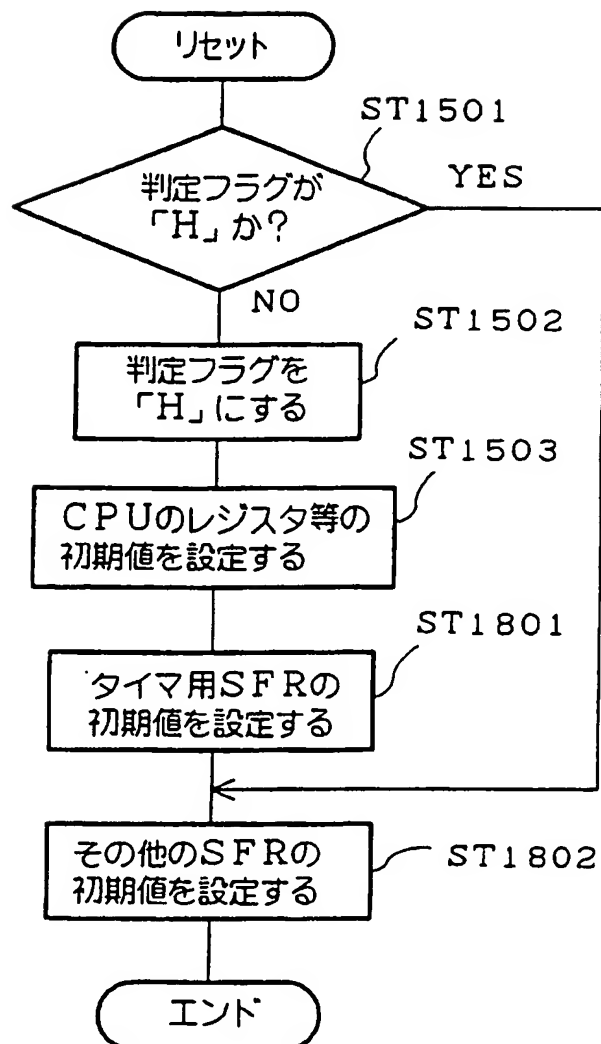 リセット
ST1501
判定フラグが
「H」か?
YES
NO
ST1502
判定フラグを
「H」にする
ST1503
CPUのレジスタ等の
初期値を設定する
ST1801
タイマ用SFRの
初期値を設定する
その他のSFRの
初期値を設定する
ST1802
エンド